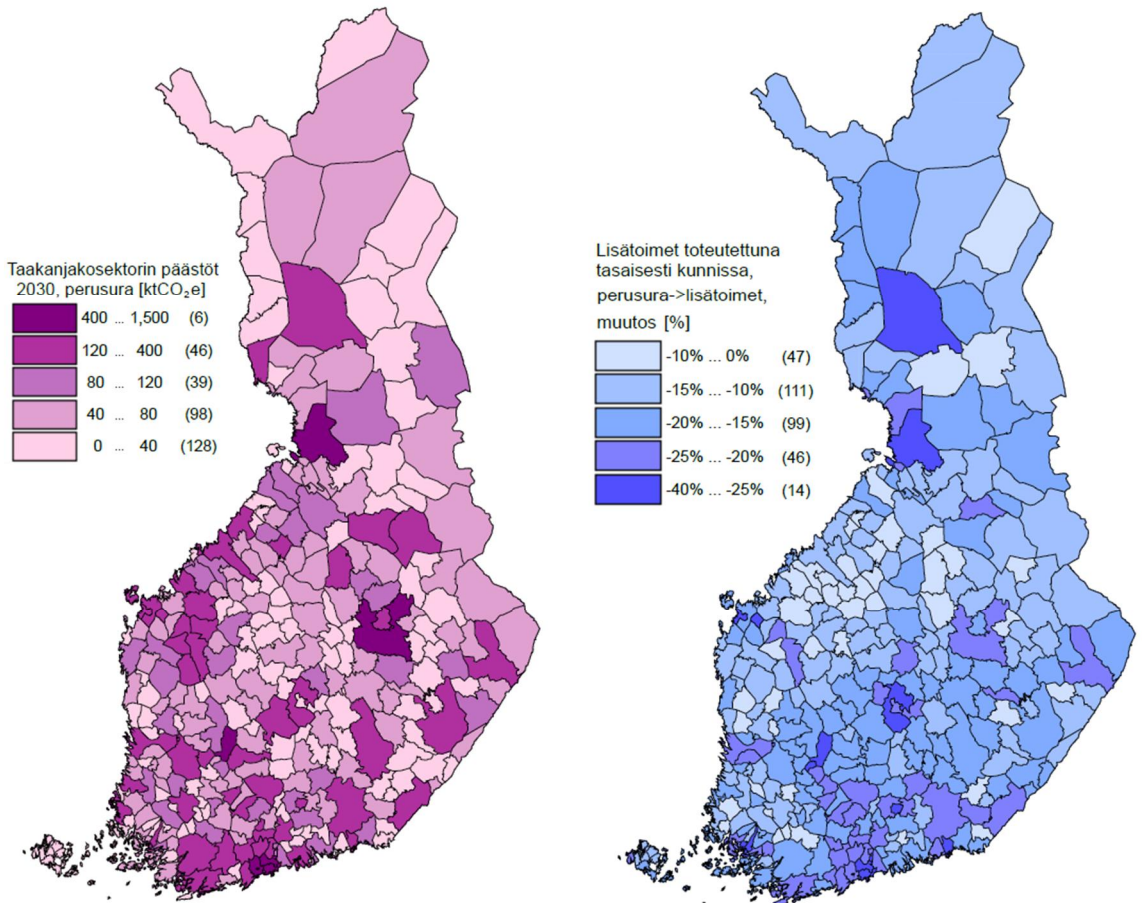 Taakanjakosektorin päästöt
2030, perusura [ktCO₂e]
400 ... 1,500 (6)
120 ... 400 (46)
80 ... 120 (39)
40 ... 80 (98)
0 ... 40 (128)
Lisätoimet toteutettuna
tasaisesti kunnissa,
perusura->lisätoimet,
muutos [%]
-10% ... 0% (47)
-15% ... -10% (111)
-20% ... -15% (99)
-25% ... -20% (46)
-40% ... -25% (14)